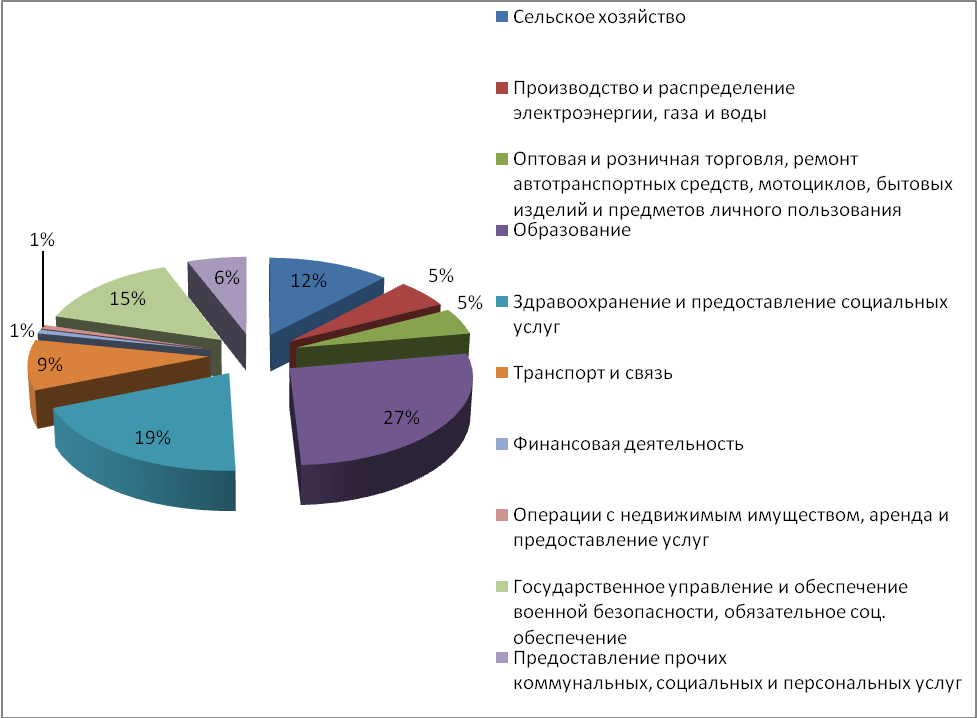 1%
1%
9%
15%
6%
12%
5%
5%
27%
19%
Сельское хозяйство
Производство и распределение
электроэнергии, газа и воды
Оптовая и розничная торговля, ремонт
автотранспортных средств, мотоциклов, бытовых
изделий и предметов личного пользования
Образование
Здравоохранение и предоставление социальных
услуг
Транспорт и связь
Финансовая деятельность
Операции с недвижимым имуществом, аренда и
предоставление услуг
Государственное управление и обеспечение
военной безопасности, обязательное соц.
обеспечение
Предоставление прочих
коммунальных, социальных и персональных услуг